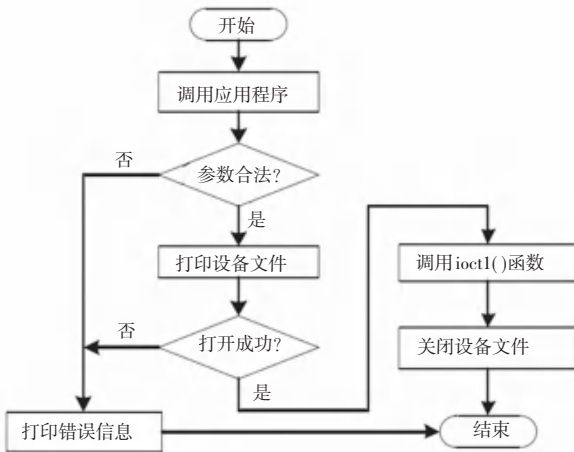 开始
调用应用程序
参数合法?
否
是
打印设备文件
打开成功?
否
是
打印错误信息
调用ioct1()函数
关闭设备文件
结束